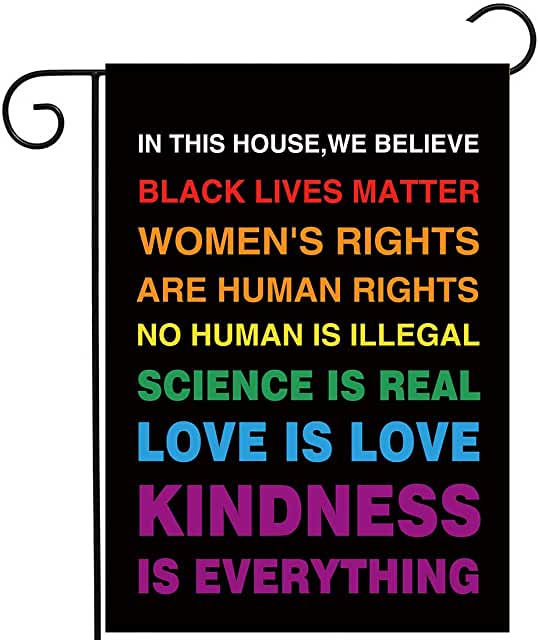 IN THIS HOUSE,WE BELIEVE
BLACK LIVES MATTER
WOMEN'S RIGHTS
ARE HUMAN RIGHTS
NO HUMAN IS ILLEGAL
SCIENCE IS REAL
LOVE IS LOVE
KINDNESS
IS EVERYTHING